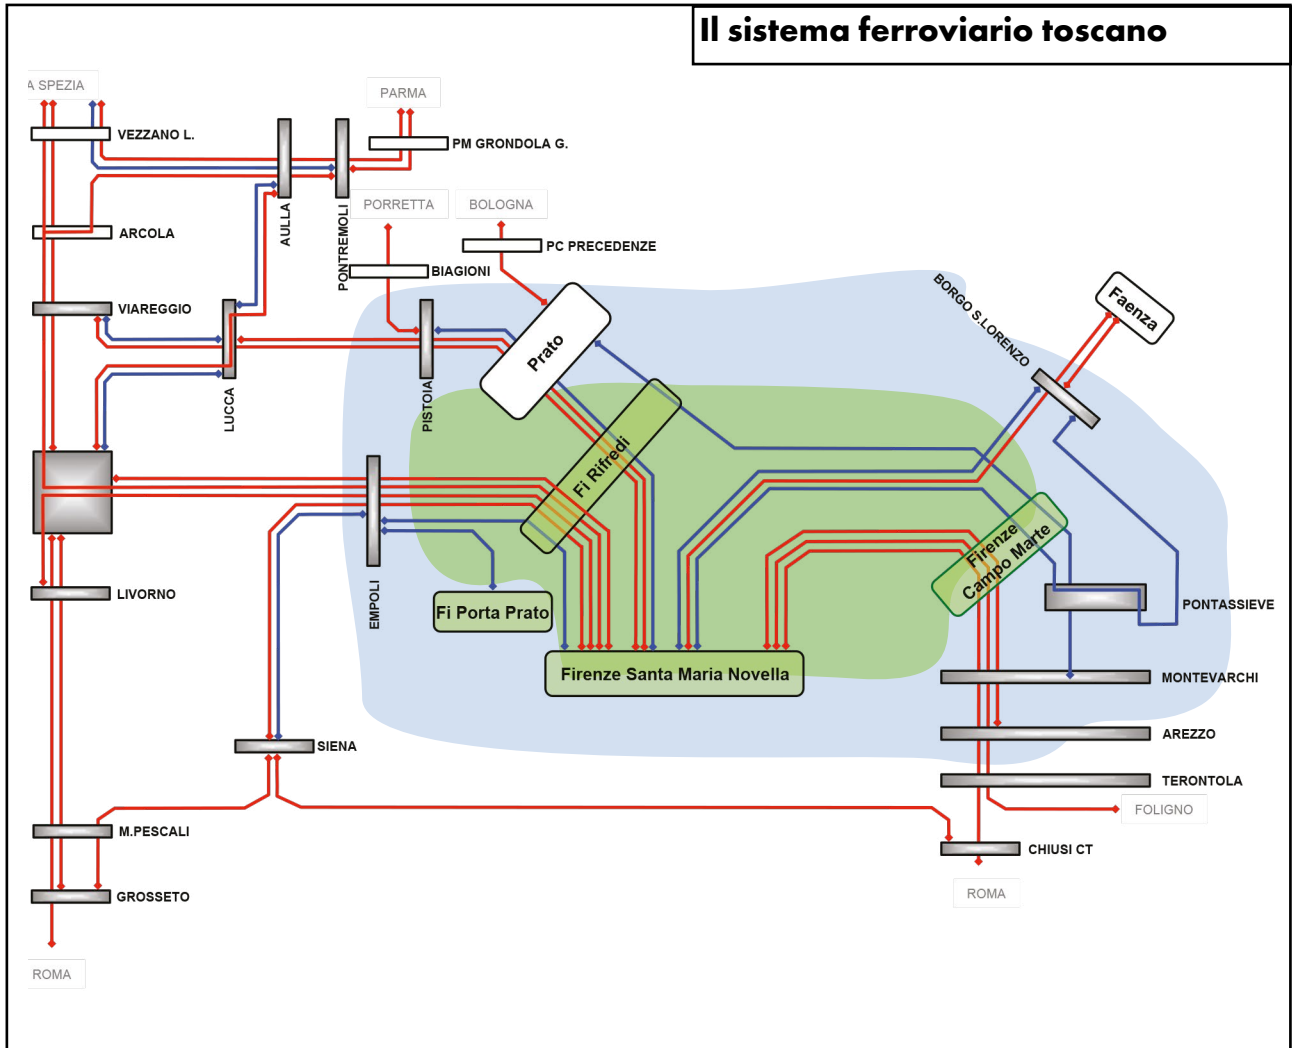 Il sistema ferroviario toscano
A SPEZIA
PARMA
VEZZANO L.
PM GRONDOLA G.
PORRETTA
BOLOGNA
AULLA
PONTREMOLI
ARCOLA
PC PRECEDENZE
BIAGIONI
BORGO S.LORENZO
Faenza
VIAREGGIO
Prato
LUCCA
PISTOIA
Fi Rifredi
Firenze
Campo Marte
LIVORNO
EMPOLI
Fi Porta Prato
PONTASSIEVE
Firenze Santa Maria Novella
MONTEVARCHI
AREZZO
SIENA
TERONTOLA
FOLIGNO
M.PESCALI
CHIUSI CT
GROSSETO
ROMA
ROMA